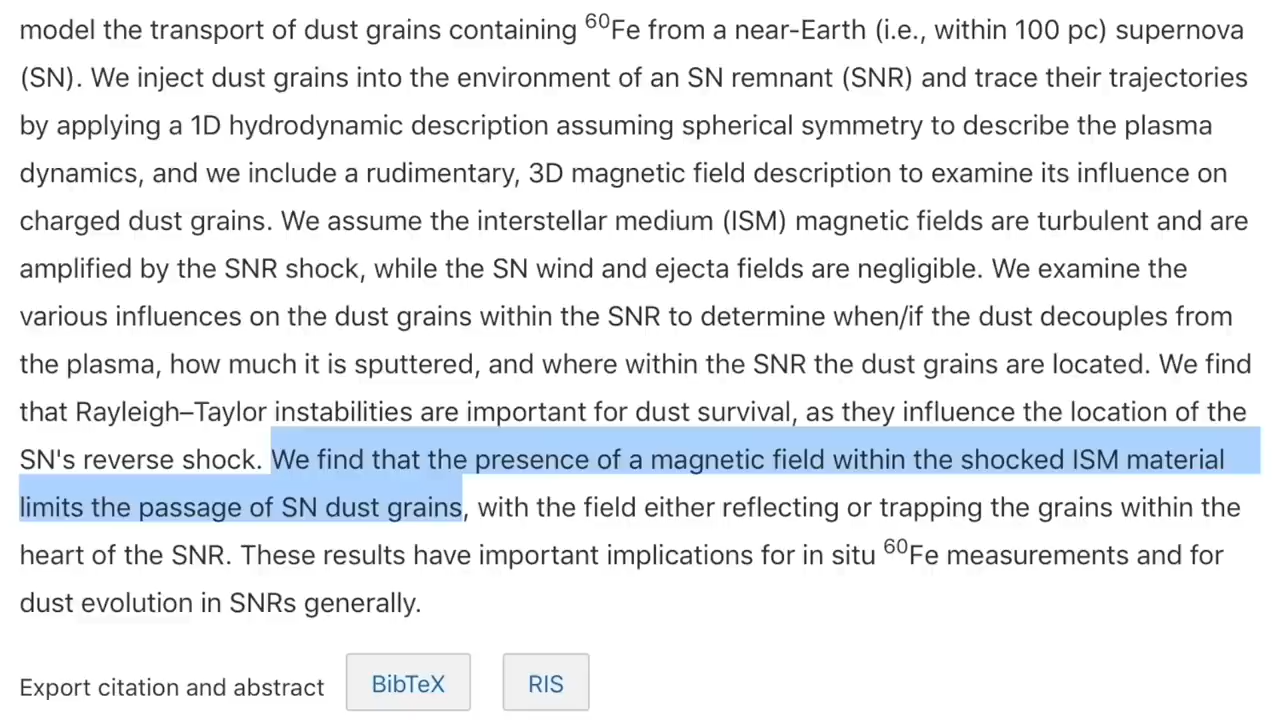 model the transport of dust grains containing ⁶⁰Fe from a near-Earth (i.e., within 100 pc) supernova
(SN). We inject dust grains into the environment of an SN remnant (SNR) and trace their trajectories
by applying a 1D hydrodynamic description assuming spherical symmetry to describe the plasma
dynamics, and we include a rudimentary, 3D magnetic field description to examine its influence on
charged dust grains. We assume the interstellar medium (ISM) magnetic fields are turbulent and are
amplified by the SNR shock, while the SN wind and ejecta fields are negligible. We examine the
various influences on the dust grains within the SNR to determine when/if the dust decouples from
the plasma, how much it is sputtered, and where within the SNR the dust grains are located. We find
that Rayleigh–Taylor instabilities are important for dust survival, as they influence the location of the
SN's reverse shock. We find that the presence of a magnetic field within the shocked ISM material
limits the passage of SN dust grains, with the field either reflecting or trapping the grains within the
heart of the SNR. These results have important implications for in situ ⁶⁰Fe measurements and for
dust evolution in SNRs generally.
Export citation and abstract BibTeX RIS